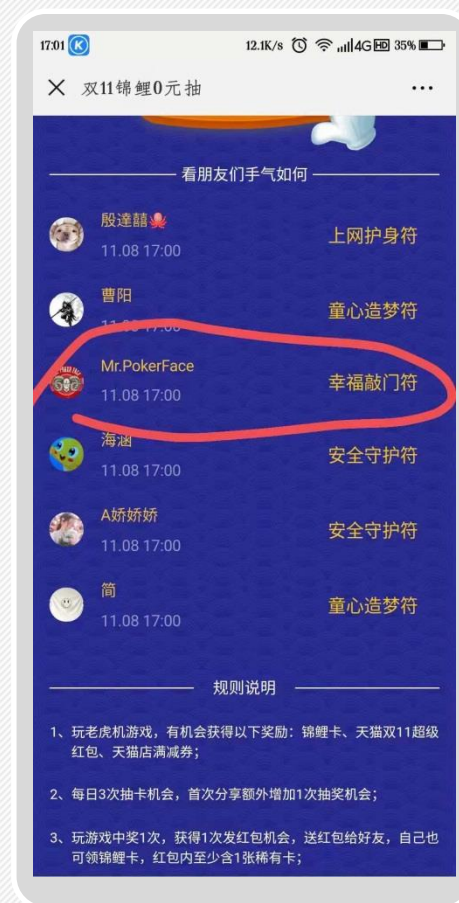 17:01 K 12.1K/s 4G HD 35%
双11锦鲤0元抽
看朋友们手气如何
殷達囍 上网护身符
11.08 17:00
曹阳 童心造梦符
11.08 17:00
Mr.PokerFace 幸福敲门符
11.08 17:00
海涵 安全守护符
11.08 17:00
A娇娇娇 安全守护符
11.08 17:00
简 童心造梦符
11.08 17:00
规则说明
1、玩老虎机游戏，有机会获得以下奖励：锦鲤卡、天猫双11超级
红包、天猫店满减券；
2、每日3次抽卡机会，首次分享额外增加1次抽奖机会；
3、玩游戏中奖1次，获得1次发红包机会，送红包给好友，自己也
可领锦鲤卡，红包内至少含1张稀有卡；